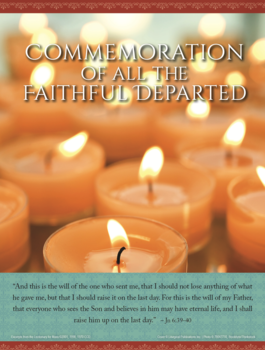 COMMEMORATION
OF ALL THE
FAITHFUL DEPARTED
“And this is the will of the one who sent me, that I should not lose anything of what
he gave me, but that I should raise it on the last day. For this is the will of my Father,
that everyone who sees the Son and believes in him may have eternal life, and I shall
raise him up on the last day.” ~ Jn 6:39-40